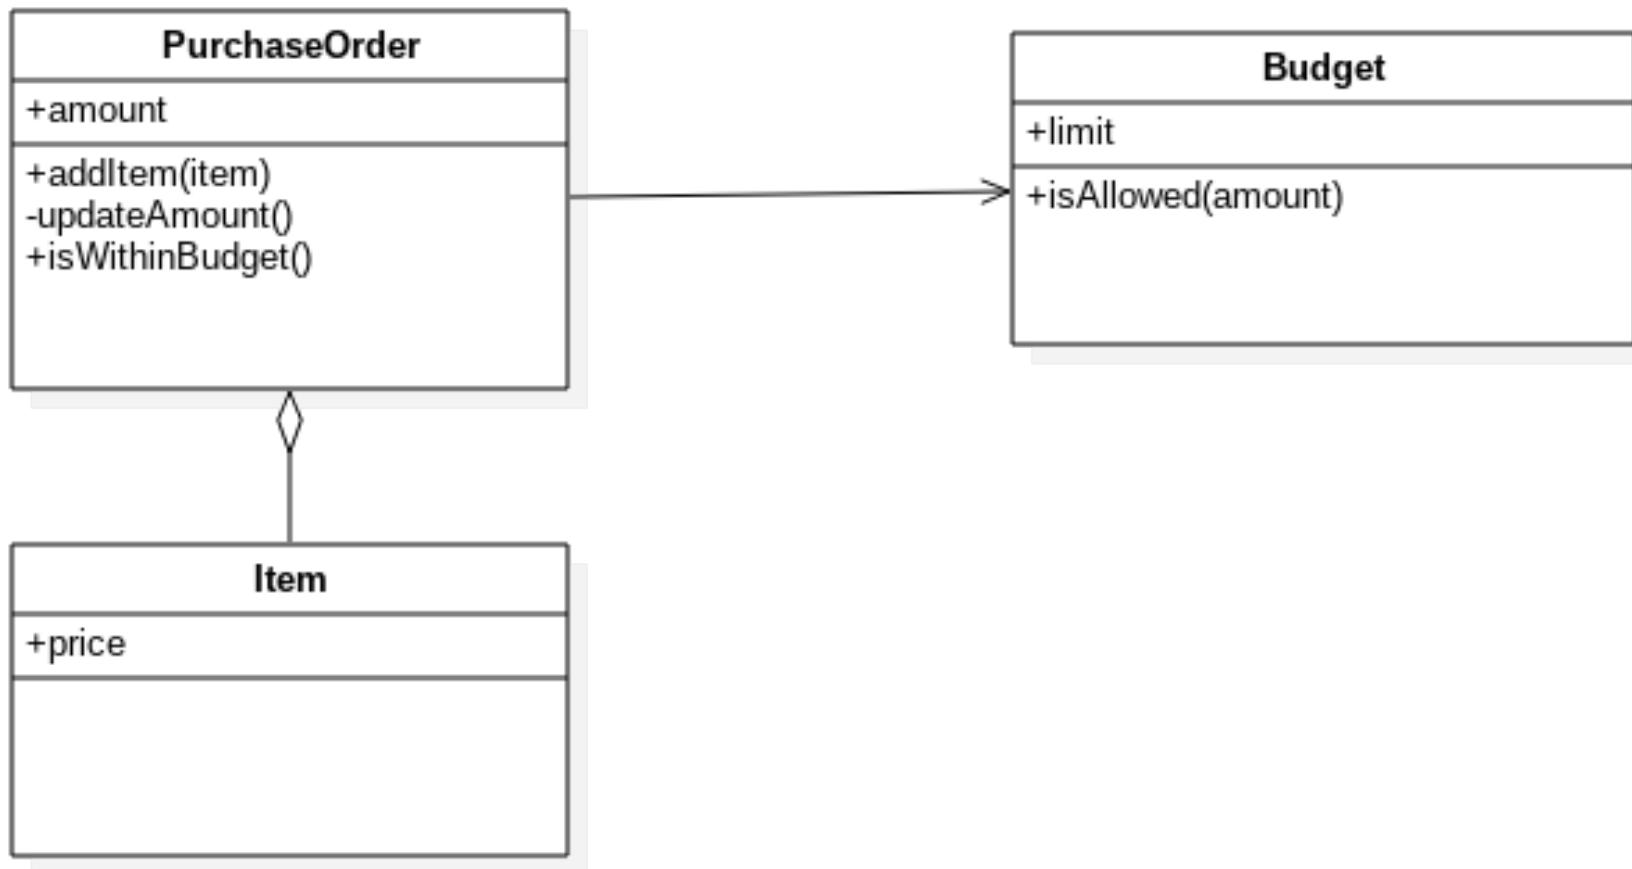 PurchaseOrder
+amount
+addItem(item)
-updateAmount()
+isWithinBudget()
Budget
+limit
+isAllowed(amount)
Item
+price